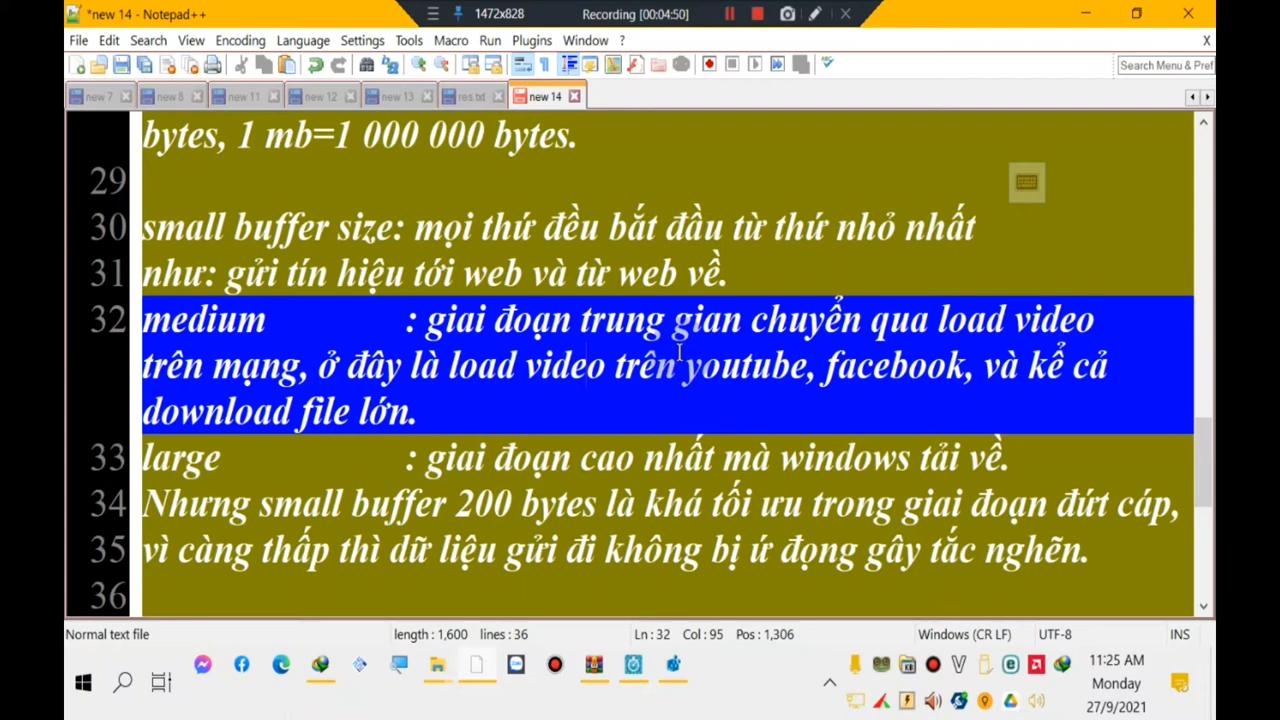 *new 14 - Notepad++
1472x828
Recording [00:04:50]
File Edit Search View Encoding Language Settings Tools Macro Run Plugins Window ? X
Search Menu & Pref
new 7 new 8 new 11 new 12 new 13 res.txt new 14
bytes, 1 mb=1 000 000 bytes.
29
30 small buffer size: mọi thứ đều bắt đầu từ thứ nhỏ nhất
31 như: gửi tín hiệu tới web và từ web về.
32 medium : giai đoạn trung gian chuyển qua load video
trên mạng, ở đây là load video trên youtube, facebook, và kể cả
download file lớn.
33 large : giai đoạn cao nhất mà windows tải về.
34 Nhưng small buffer 200 bytes là khá tối ưu trong giai đoạn đứt cáp,
35 vì càng thấp thì dữ liệu gửi đi không bị ứ đọng gây tắc nghẽn.
36
Normal text file length : 1,600 lines : 36 Ln : 32 Col : 95 Pos : 1,306 Windows (CR LF) UTF-8 INS
11:25 AM
Monday
27/9/2021